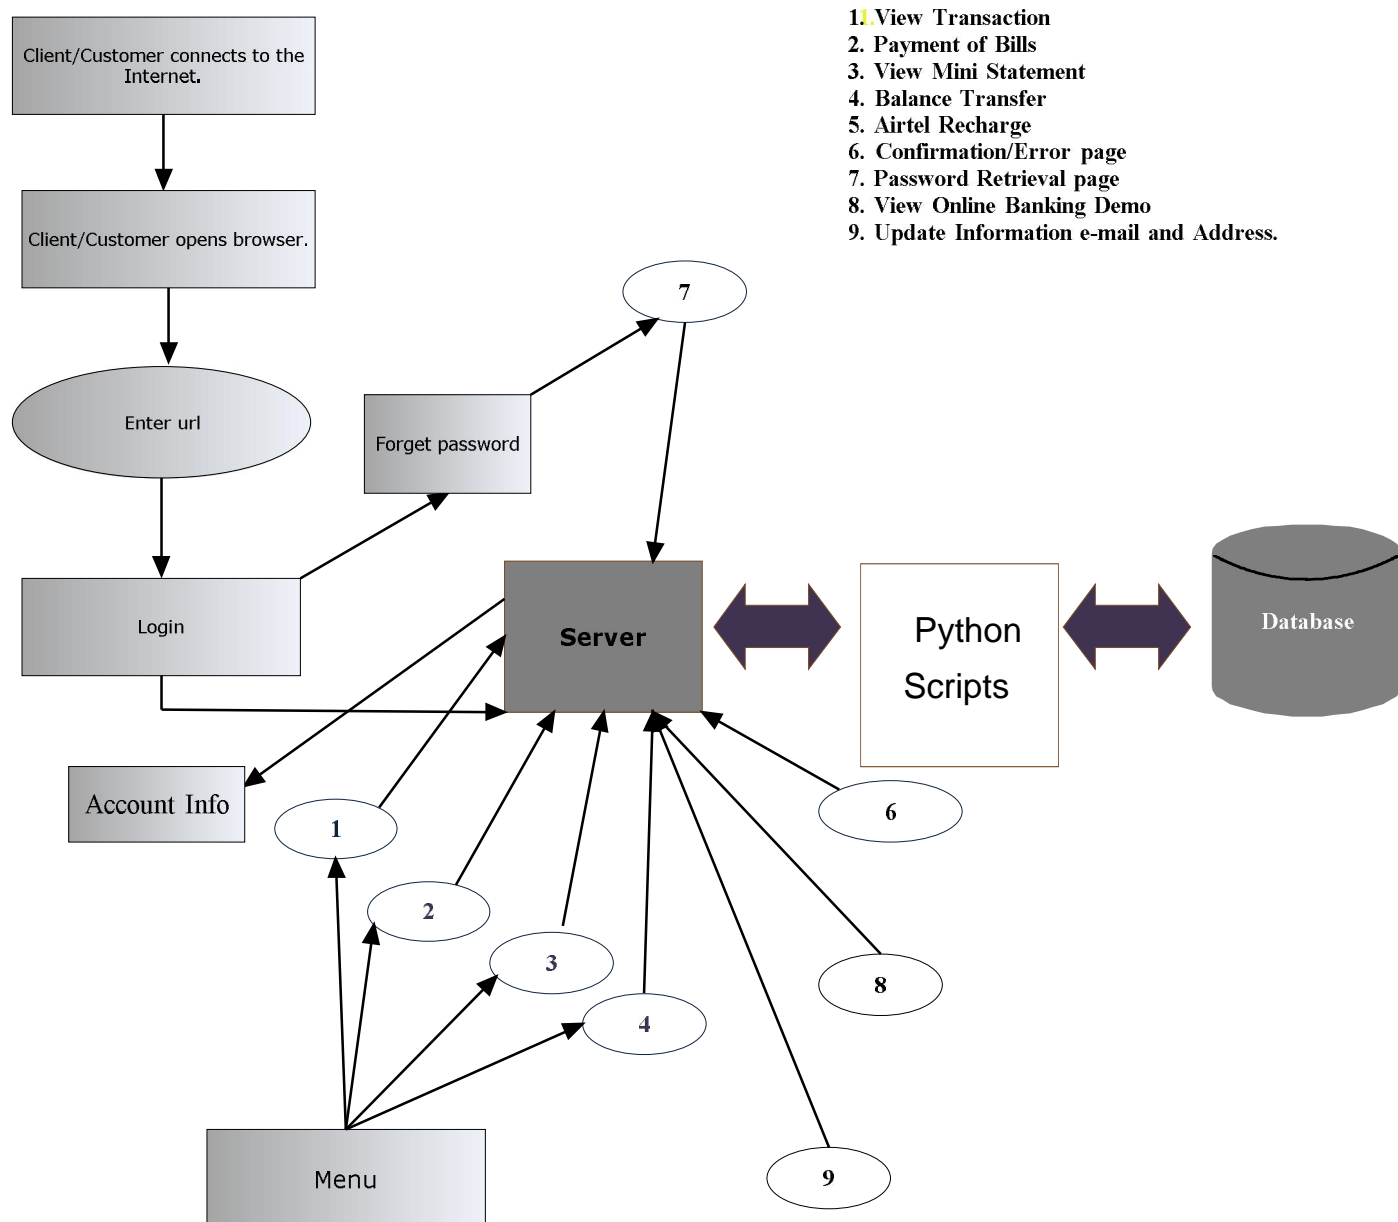 1. View Transaction
2. Payment of Bills
3. View Mini Statement
4. Balance Transfer
5. Airtel Recharge
6. Confirmation/Error page
7. Password Retrieval page
8. View Online Banking Demo
9. Update Information e-mail and Address.
Client/Customer connects to the
Internet.
Client/Customer opens browser.
7
Enter url
Forget password
Login
Server
Python
Scripts
Database
Account Info
1
6
2
3
8
4
Menu
9